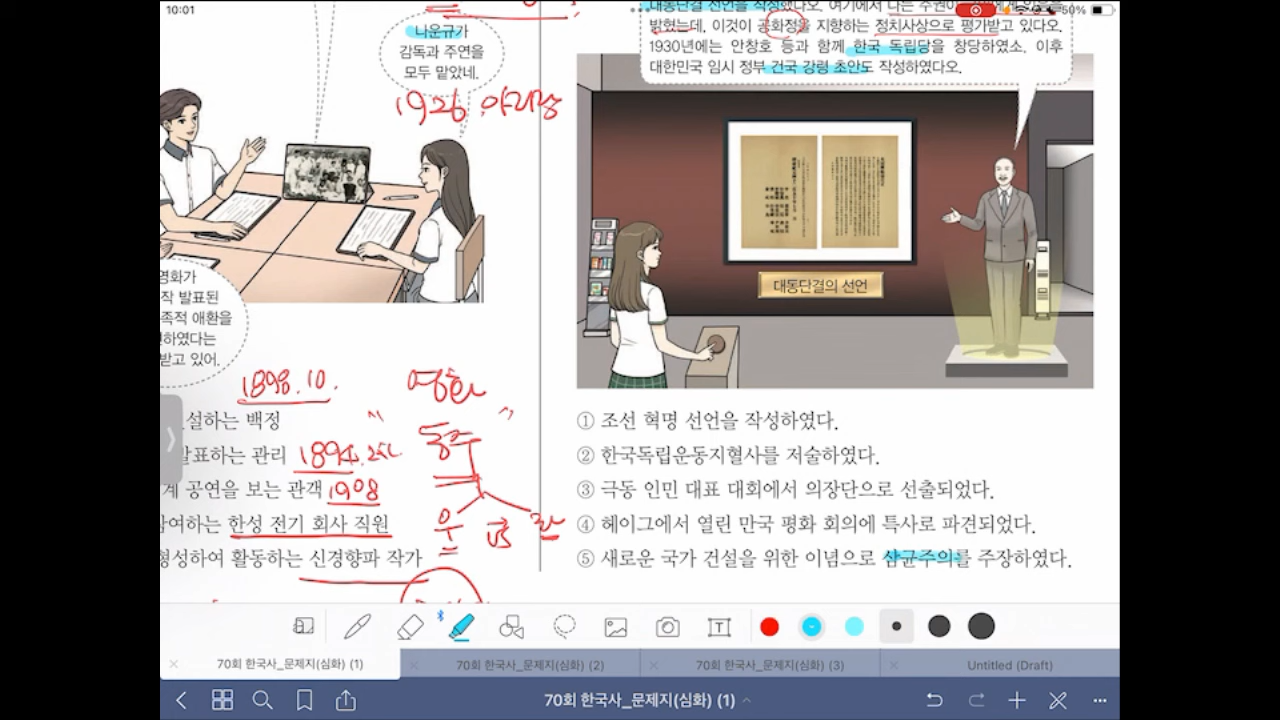 10:01
50%
나운규가
감독과 주연을
모두 맡았네.
1926 아리랑
영화가
작 발표된
족적 애환을
현하였다는
받고 있어.
1898.10.
영화
설하는 백정
발표하는 관리 1894.
계 공연을 보는 관객 1908
참여하는 한성 전기 회사 직원
형성하여 활동하는 신경향파 작가
대동단결 선언을 작성했다오. 여기에서 나는 주권이
밝혔는데, 이것이 공화정을 지향하는 정치사상으로 평가받고 있다오.
1930년에는 안창호 등과 함께 한국 독립당을 창당하였소. 이후
대한민국 임시 정부 건국 강령 초안도 작성하였다오.
대동단결의 선언
① 조선 혁명 선언을 작성하였다.
② 한국독립운동지혈사를 저술하였다.
③ 극동 인민 대표 대회에서 의장단으로 선출되었다.
④ 헤이그에서 열린 만국 평화 회의에 특사로 파견되었다.
⑤ 새로운 국가 건설을 위한 이념으로 삼균주의를 주장하였다.
70회 한국사_문제지(심화) (1)
70회 한국사_문제지(심화) (2)
70회 한국사_문제지(심화) (3)
Untitled (Draft)
70회 한국사_문제지(심화) (1)